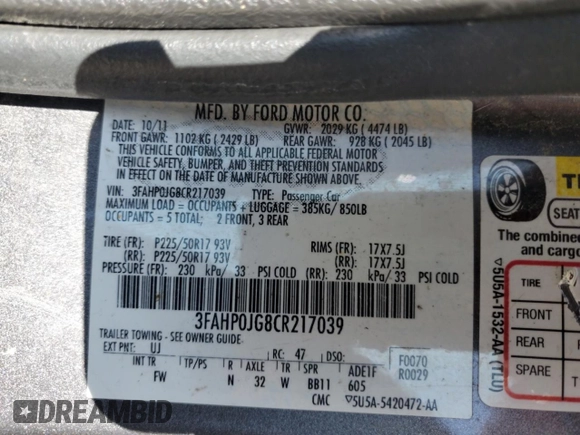 MFD. BY FORD MOTOR CO.
DATE: 10/11 GVWR: 2029 KG ( 4474 LB)
FRONT GAWR: 1102 KG ( 2429 LB) REAR GAWR: 928 KG ( 2045 LB)
THIS VEHICLE CONFORMS TO ALL APPLICABLE FEDERAL MOTOR
VEHICLE SAFETY, BUMPER, AND THEFT PREVENTION STANDARDS
IN EFFECT ON THE DATE OF MANUFACTURE SHOWN ABOVE.
VIN: 3FAHP0JG8CR217039 TYPE: Passenger Car
MAXIMUM LOAD = OCCUPANTS + LUGGAGE = 385KG/ 850LB
OCCUPANTS = 5 TOTAL; 2 FRONT, 3 REAR
TIRE (FR): P225/50R17 93V RIMS (FR): 17X7.5J
(RR): P225/50R17 93V (RR): 17X7.5J
PRESSURE (FR): 230 kPa/ 33 PSI COLD (RR): 230 kPa/ 33 PSI COLD
3FAHP0JG8CR217039
TRAILER TOWING - SEE OWNER GUIDE.
EXT PNT: UJ RC: 47 DSO: F0070
INT TR TP/PS R AXLE TR SPR ADE1F R0029
FW N 32 W BB11 605
CMC ▽5U5A-5420472-AA
SEAT
The combined
and cargo
TIRE
FRONT
REAR
SPARE
▽5U5A-1532-AA (TLU)
DREAMBID